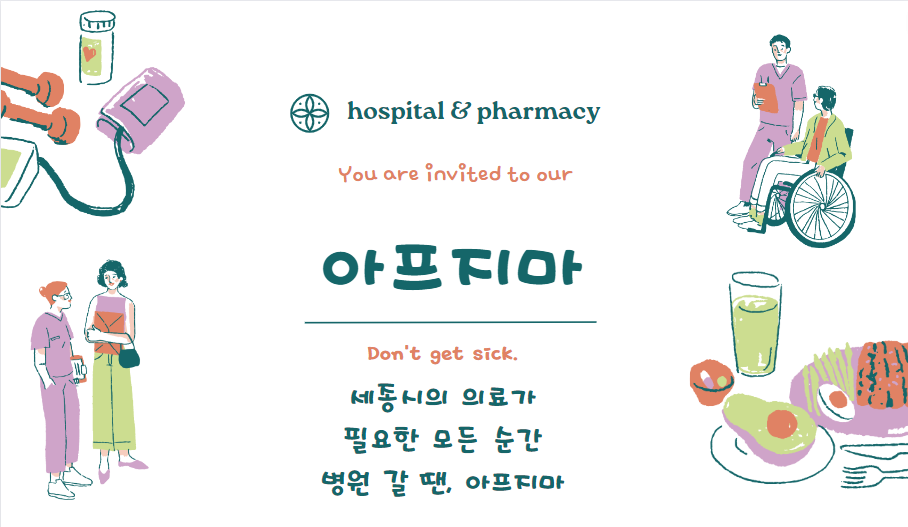 hospital & pharmacy
You are invited to our
아프지마
Don't get sick.
세종시의 의료가
필요한 모든 순간
병원 갈 땐, 아프지마